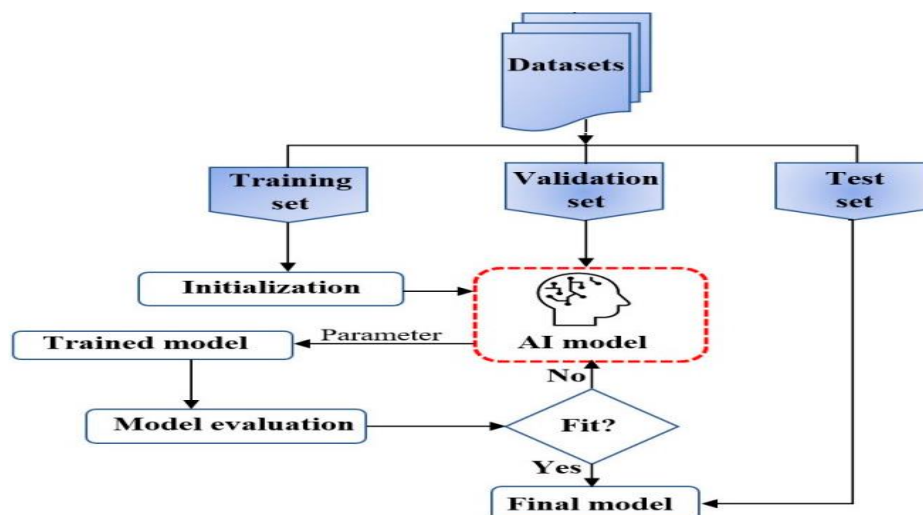 Datasets
Training
set
Validation
set
Test
set
Initialization
AI model
Parameter
Trained model
No
Model evaluation
Fit?
Yes
Final model